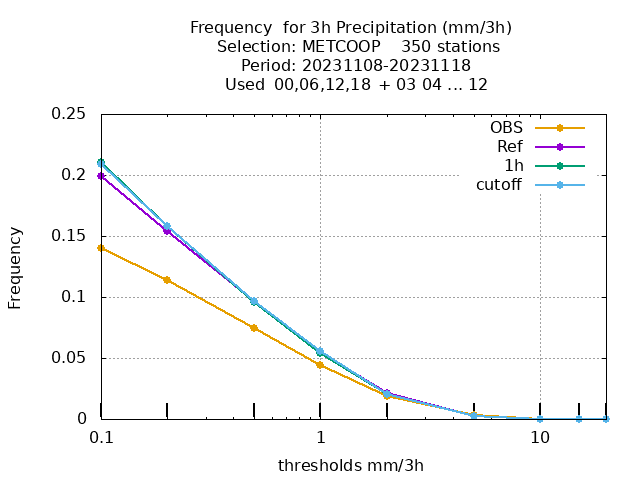 Frequency  for 3h Precipitation (mm/3h)
Selection: METCOOP    350 stations
Period: 20231108-20231118
Used  00,06,12,18  + 03 04 ... 12
0.25
0.2
0.15
0.1
0.05
0
Frequency
OBS
Ref
1h
cutoff
0.1
1
10
thresholds mm/3h